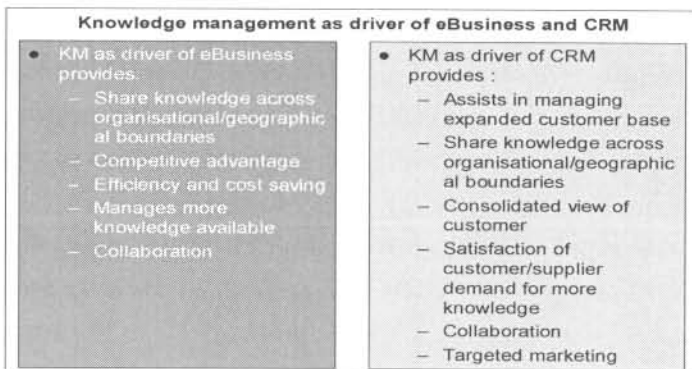 Knowledge management as driver of eBusiness and CRM
• KM as driver of eBusiness
provides:
– Share knowledge across
organisational/geographic
al boundaries
– Competitive advantage
– Efficiency and cost saving
– Manages more
knowledge available
– Collaboration
• KM as driver of CRM
provides :
– Assists in managing
expanded customer base
– Share knowledge across
organisational/geographic
al boundaries
– Consolidated view of
customer
– Satisfaction of
customer/supplier
demand for more
knowledge
– Collaboration
– Targeted marketing